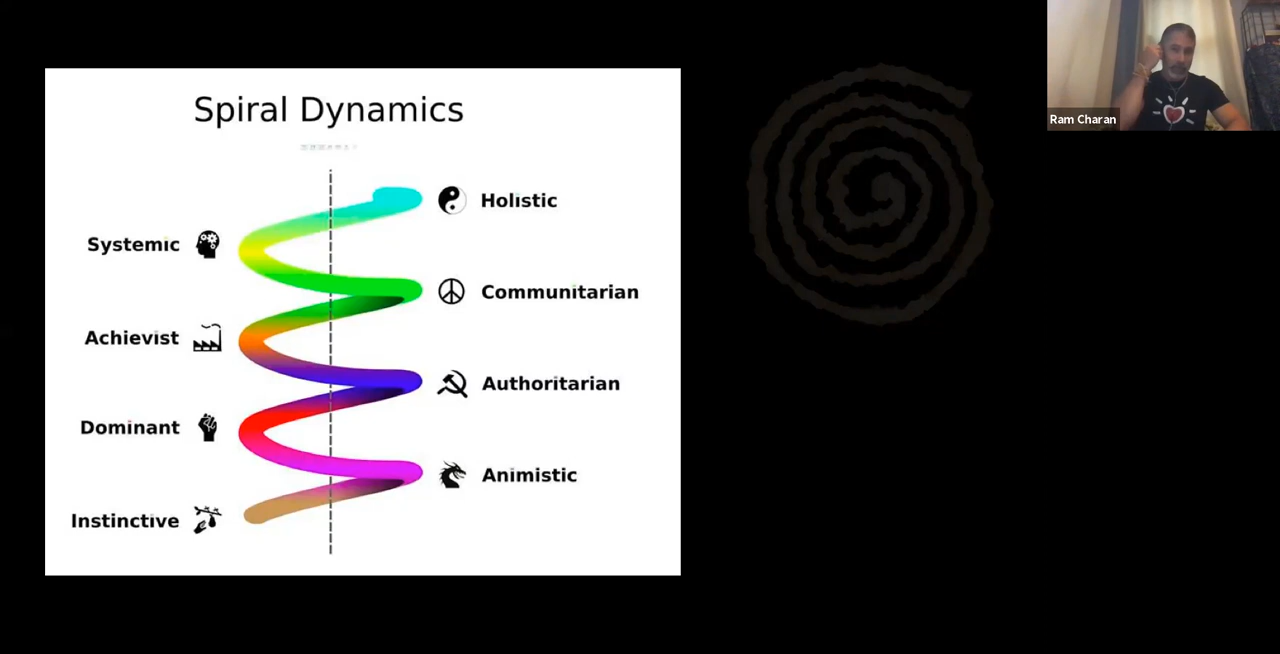 Spiral Dynamics
Holistic
Systemic
Communitarian
Achievist
Authoritarian
Dominant
Animistic
Instinctive
Ram Charan